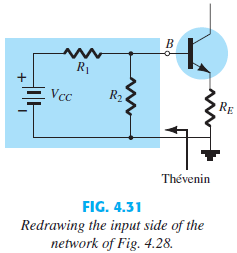 B
R1
+
VCC
R2
RE
−
Thévenin
FIG. 4.31
Redrawing the input side of the
network of Fig. 4.28.